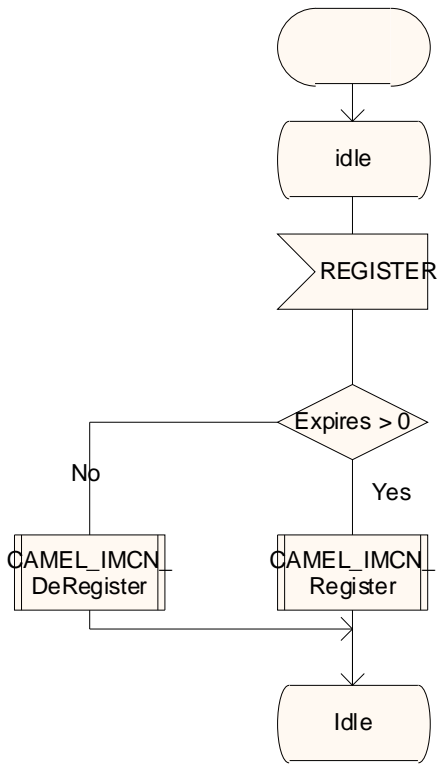 idle
REGISTER
Expires > 0
No
Yes
CAMEL_IMCN_
DeRegister
CAMEL_IMCN_
Register
Idle